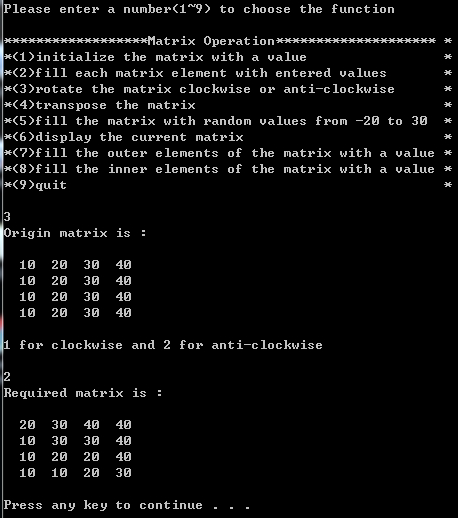 Please enter a number(1~9) to choose the function
******************Matrix Operation******************** *
*(1)initialize the matrix with a value *
*(2)fill each matrix element with entered values *
*(3)rotate the matrix clockwise or anti-clockwise *
*(4)transpose the matrix *
*(5)fill the matrix with random values from -20 to 30 *
*(6)display the current matrix *
*(7)fill the outer elements of the matrix with a value *
*(8)fill the inner elements of the matrix with a value *
*(9)quit *
3
Origin matrix is :
10 20 30 40
10 20 30 40
10 20 30 40
10 20 30 40
1 for clockwise and 2 for anti-clockwise
2
Required matrix is :
20 30 40 40
10 30 30 40
10 20 20 40
10 10 20 30
Press any key to continue . . .